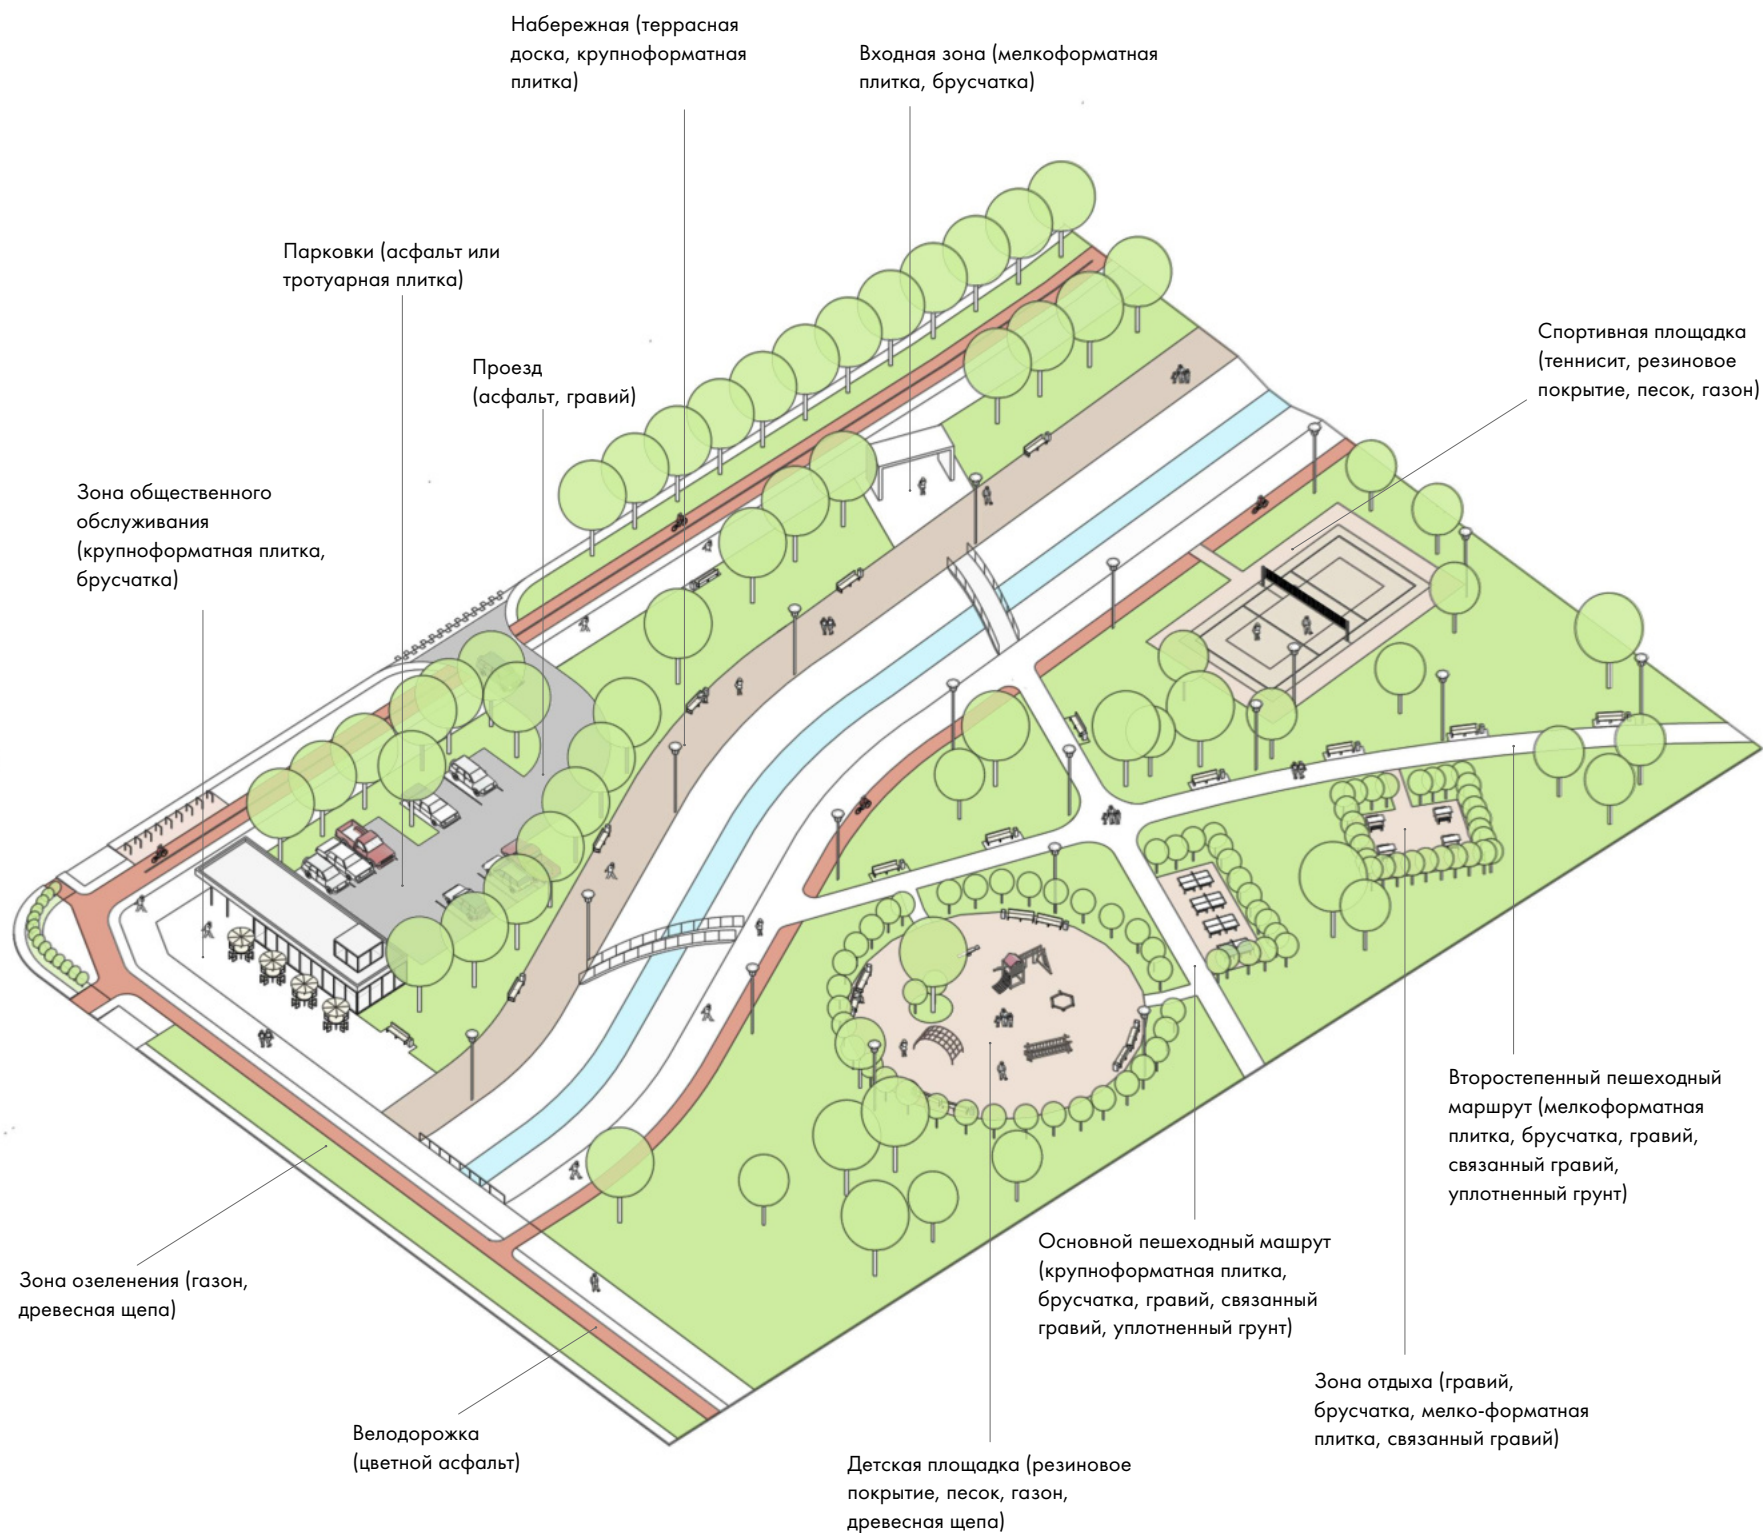 Набережная (террасная
доска, крупноформатная
плитка)
Входная зона (мелкоформатная
плитка, брусчатка)
Парковки (асфальт или
тротуарная плитка)
Проезд
(асфальт, гравий)
Спортивная площадка
(теннисит, резиновое
покрытие, песок, газон)
Зона общественного
обслуживания
(крупноформатная плитка,
брусчатка)
Второстепенный пешеходный
маршрут (мелкоформатная
плитка, брусчатка, гравий,
связанный гравий,
уплотненный грунт)
Основной пешеходный машрут
(крупноформатная плитка,
брусчатка, гравий, связанный
гравий, уплотненный грунт)
Зона озеленения (газон,
древесная щепа)
Зона отдыха (гравий,
брусчатка, мелко-форматная
плитка, связанный гравий)
Велодорожка
(цветной асфальт)
Детская площадка (резиновое
покрытие, песок, газон,
древесная щепа)